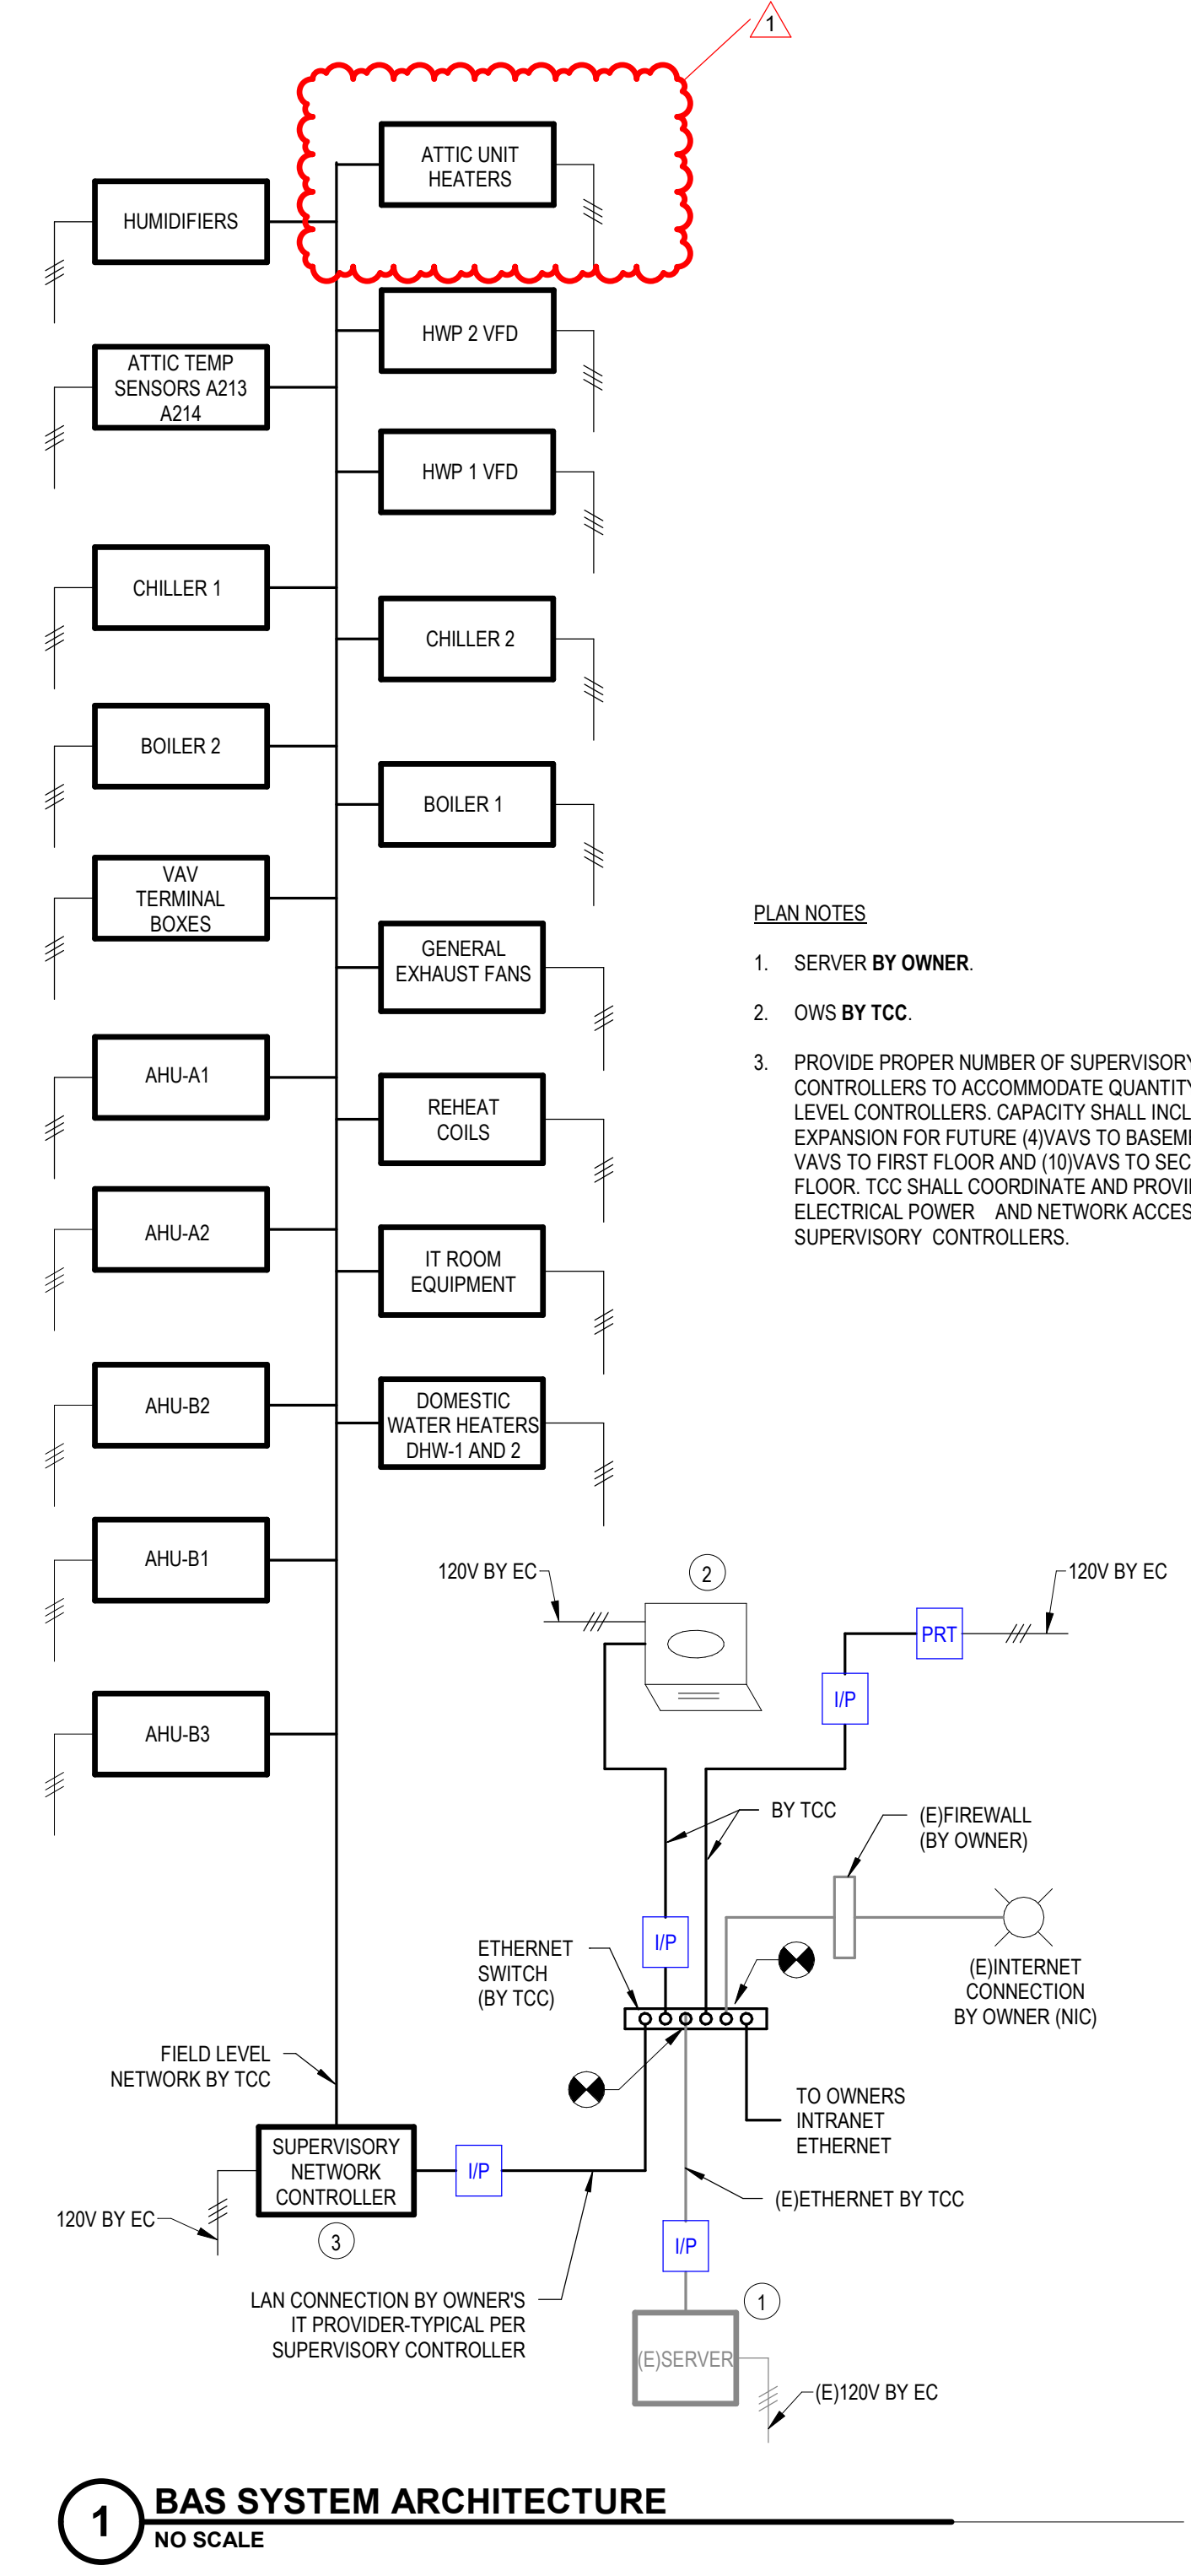 1
ATTIC UNIT
HEATERS
HUMIDIFIERS
HWP 2 VFD
ATTIC TEMP
SENSORS A213
A214
HWP 1 VFD
CHILLER 1
CHILLER 2
BOILER 2
BOILER 1
VAV
TERMINAL
BOXES
GENERAL
EXHAUST FANS
AHU-A1
REHEAT
COILS
AHU-A2
IT ROOM
EQUIPMENT
AHU-B2
DOMESTIC
WATER HEATERS
DHW-1 AND 2
AHU-B1
AHU-B3
PLAN NOTES
1. SERVER BY OWNER.
2. OWS BY TCC.
3. PROVIDE PROPER NUMBER OF SUPERVISORY
CONTROLLERS TO ACCOMMODATE QUANTITY
LEVEL CONTROLLERS. CAPACITY SHALL INCL
EXPANSION FOR FUTURE (4)VAVS TO BASEM
VAVS TO FIRST FLOOR AND (10)VAVS TO SEC
FLOOR. TCC SHALL COORDINATE AND PROVI
ELECTRICAL POWER AND NETWORK ACCES
SUPERVISORY CONTROLLERS.
120V BY EC
2
120V BY EC
PRT
I/P
BY TCC
(E)FIREWALL
(BY OWNER)
I/P
ETHERNET
SWITCH
(BY TCC)
(E)INTERNET
CONNECTION
BY OWNER (NIC)
FIELD LEVEL
NETWORK BY TCC
TO OWNERS
INTRANET
ETHERNET
SUPERVISORY
NETWORK
CONTROLLER
I/P
(E)ETHERNET BY TCC
120V BY EC
3
I/P
LAN CONNECTION BY OWNER'S
IT PROVIDER-TYPICAL PER
SUPERVISORY CONTROLLER
1
(E)SERVER
(E)120V BY EC
1
BAS SYSTEM ARCHITECTURE
NO SCALE